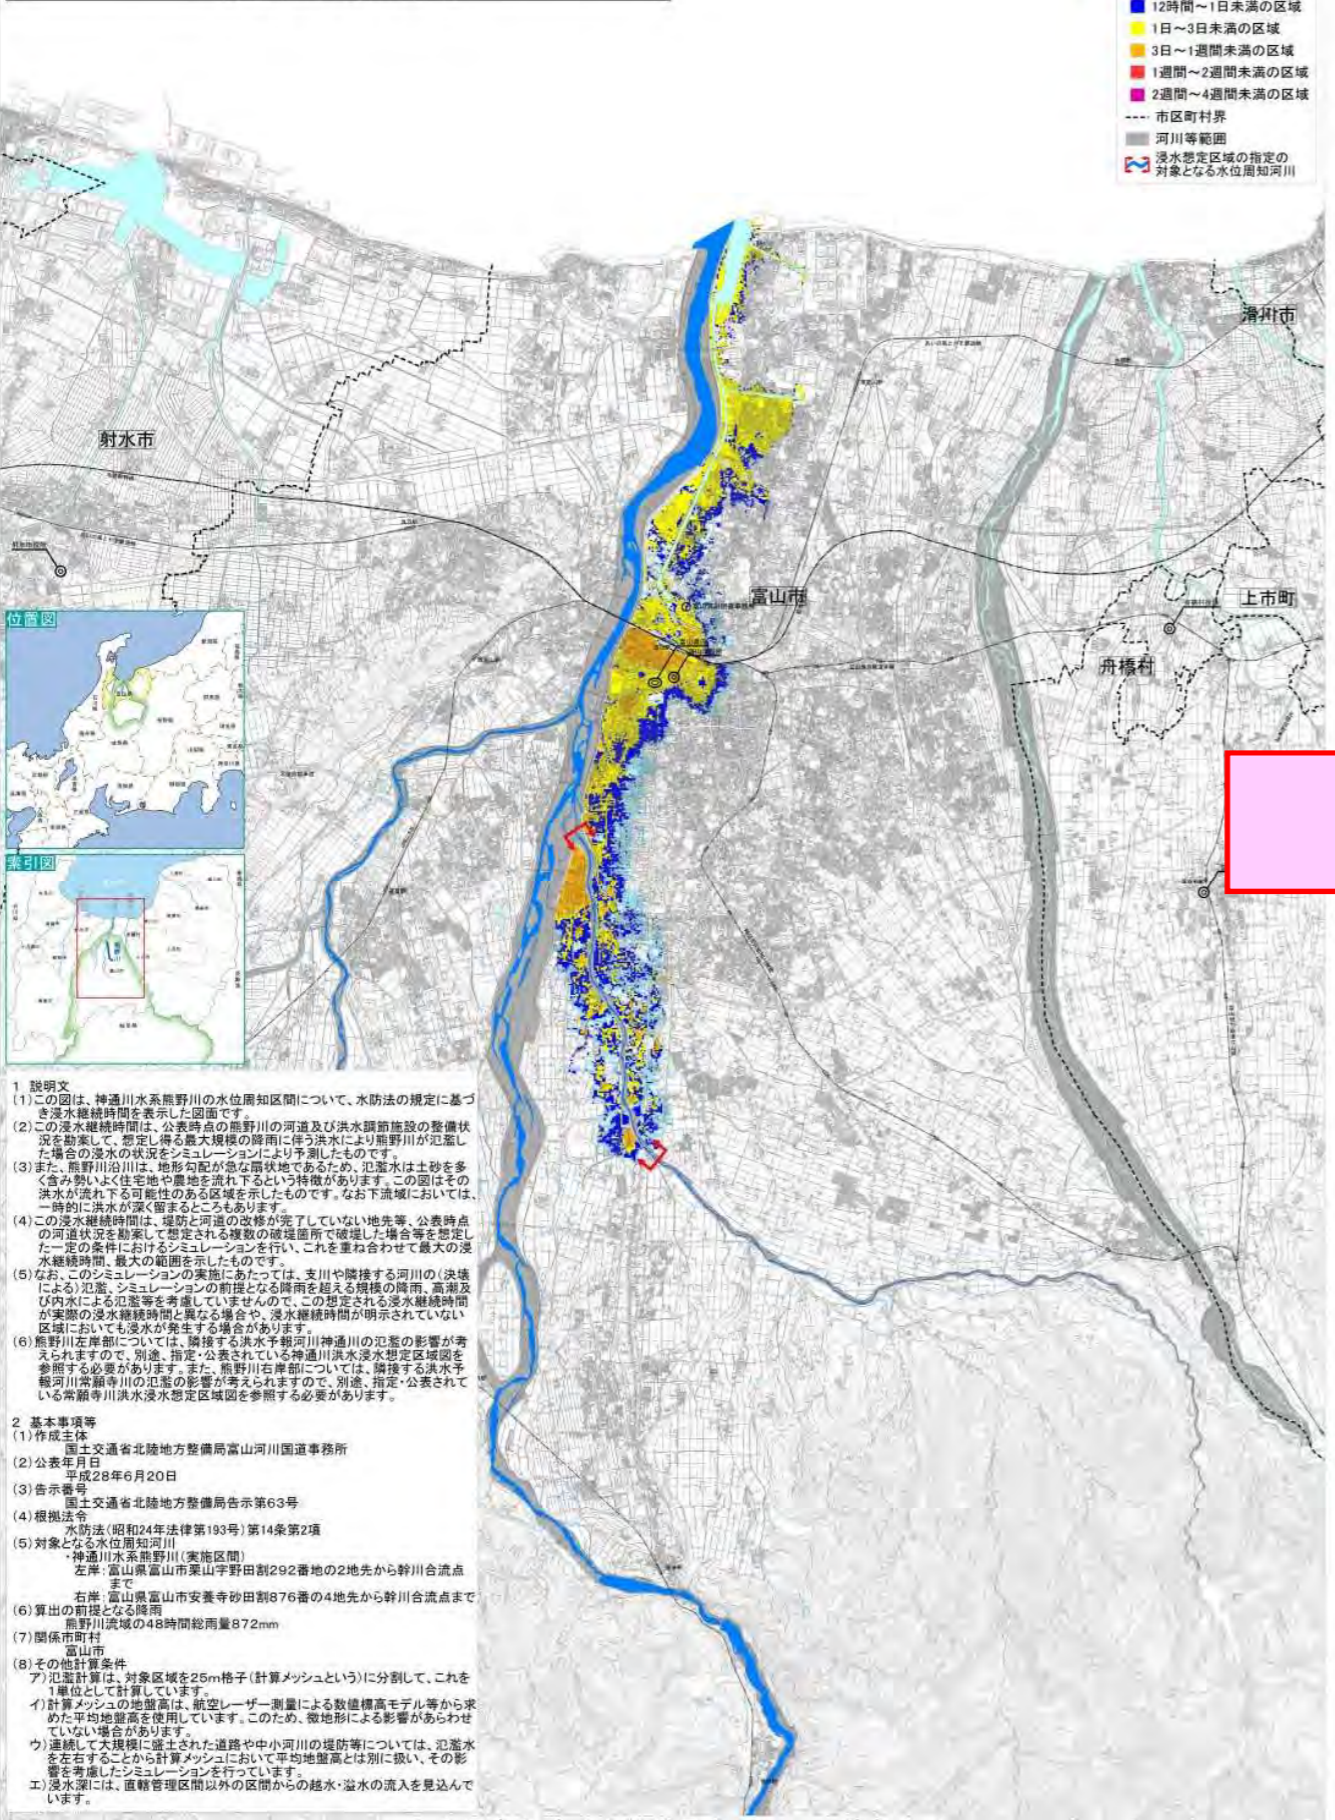 12時間～1日未満の区域
1日～3日未満の区域
3日～1週間未満の区域
1週間～2週間未満の区域
2週間～4週間未満の区域
市区町村界
河川等範囲
浸水想定区域の指定の
対象となる水位周知河川
滑川市
射水市
富山市
上市町
舟橋村
位置図
索引図
1 説明文
(1)この図は、神通川水系熊野川の水位周知区間について、水防法の規定に基づ
き浸水継続時間を表示した図面です。
(2)この浸水継続時間は、公表時点の熊野川の河道及び洪水調節施設の整備状
況を勘案して、想定し得る最大規模の降雨に伴う洪水により熊野川が氾濫し
た場合の浸水の状況をシミュレーションにより予測したものです。
(3)また、熊野川沿川は、地形勾配が急な扇状地であるため、氾濫水は土砂を多
く含み勢いよく住宅地や農地を流れ下るという特徴があります。この図はその
洪水が流れ下る可能性のある区域を示したものです。なお下流域においては、
一時的に洪水が深く留まるところもあります。
(4)この浸水継続時間は、堤防と河道の改修が完了していない地先等、公表時点
の河道状況を勘案して想定される複数の破堤箇所で破堤した場合等を想定し
た一定の条件におけるシミュレーションを行い、これを重ね合わせて最大の浸
水継続時間、最大の範囲を示したものです。
(5)なお、このシミュレーションの実施にあたっては、支川や隣接する河川の(決壊
による)氾濫、シミュレーションの前提となる降雨を超える規模の降雨、高潮及
び内水による氾濫等を考慮していませんので、この想定される浸水継続時間
が実際の浸水継続時間と異なる場合や、浸水継続時間が明示されていない
区域においても浸水が発生する場合があります。
(6)熊野川左岸部については、隣接する洪水予報河川神通川の氾濫の影響が考
えられますので、別途、指定・公表されている神通川洪水浸水想定区域図を
参照する必要があります。また、熊野川右岸部については、隣接する洪水予
報河川常願寺川の氾濫の影響が考えられますので、別途、指定・公表されて
いる常願寺川洪水浸水想定区域図を参照する必要があります。
2 基本事項等
(1)作成主体
国土交通省北陸地方整備局富山河川国道事務所
(2)公表年月日
平成28年6月20日
(3)告示番号
国土交通省北陸地方整備局告示第63号
(4)根拠法令
水防法(昭和24年法律第193号)第14条第2項
(5)対象となる水位周知河川
・神通川水系熊野川(実施区間)
左岸:富山県富山市栗山字野田割292番地の2地先から幹川合流点
まで
右岸:富山県富山市安養寺砂田割876番の4地先から幹川合流点まで
(6)算出の前提となる降雨
熊野川流域の48時間総雨量872mm
(7)関係市町村
富山市
(8)その他計算条件
ア)氾濫計算は、対象区域を25m格子(計算メッシュという)に分割して、これを
1単位として計算しています。
イ)計算メッシュの地盤高は、航空レーザー測量による数値標高モデル等から求
めた平均地盤高を使用しています。このため、微地形による影響があらわせ
ていない場合があります。
ウ)連続して大規模に盛土された道路や中小河川の堤防等については、氾濫水
を左右することから計算メッシュにおいて平均地盤高とは別に扱い、その影
響を考慮したシミュレーションを行っています。
エ)浸水深には、直轄管理区間以外の区間からの越水・溢水の流入を見込んで
います。